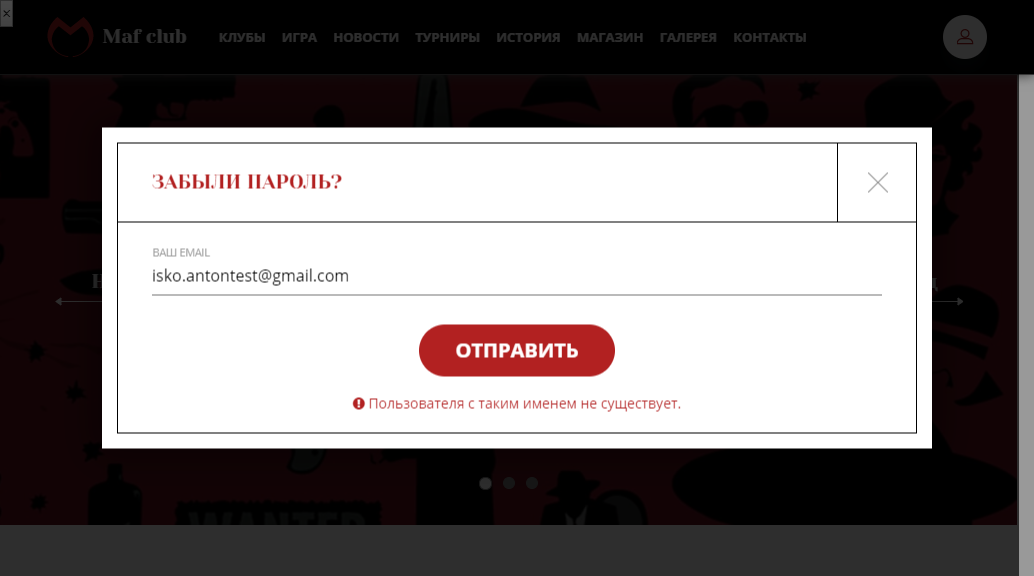 Maf club
КЛУБЫ ИГРА НОВОСТИ ТУРНИРЫ ИСТОРИЯ МАГАЗИН ГАЛЕРЕЯ КОНТАКТЫ
ЗАБЫЛИ ПАРОЛЬ?
ВАШ EMAIL
isko.antontest@gmail.com
ОТПРАВИТЬ
Пользователя с таким именем не существует.
WANTED